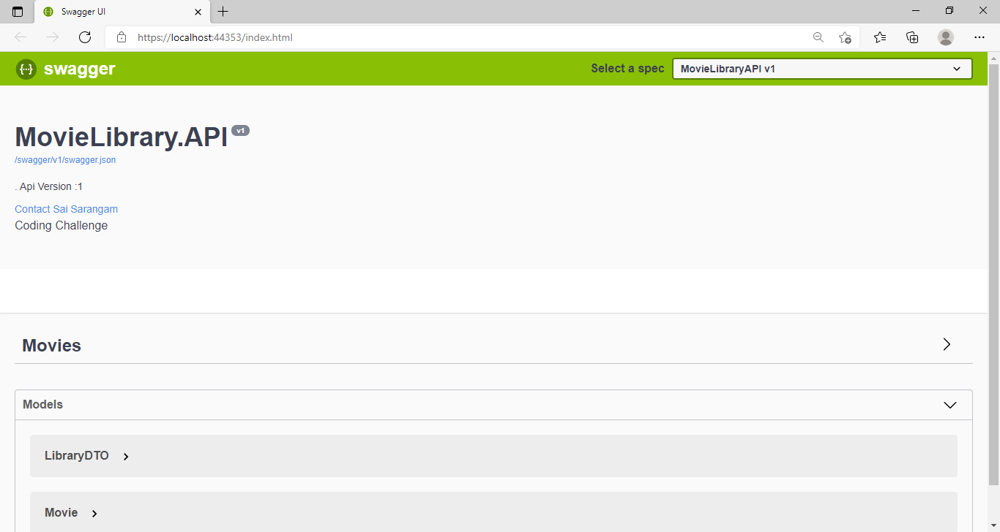 Swagger UI
https://localhost:44353/index.html
{··} swagger
Select a spec
MovieLibraryAPI v1
MovieLibrary.API v1
/swagger/v1/swagger.json
. Api Version :1
Contact Sai Sarangam
Coding Challenge
Movies
Models
LibraryDTO
Movie